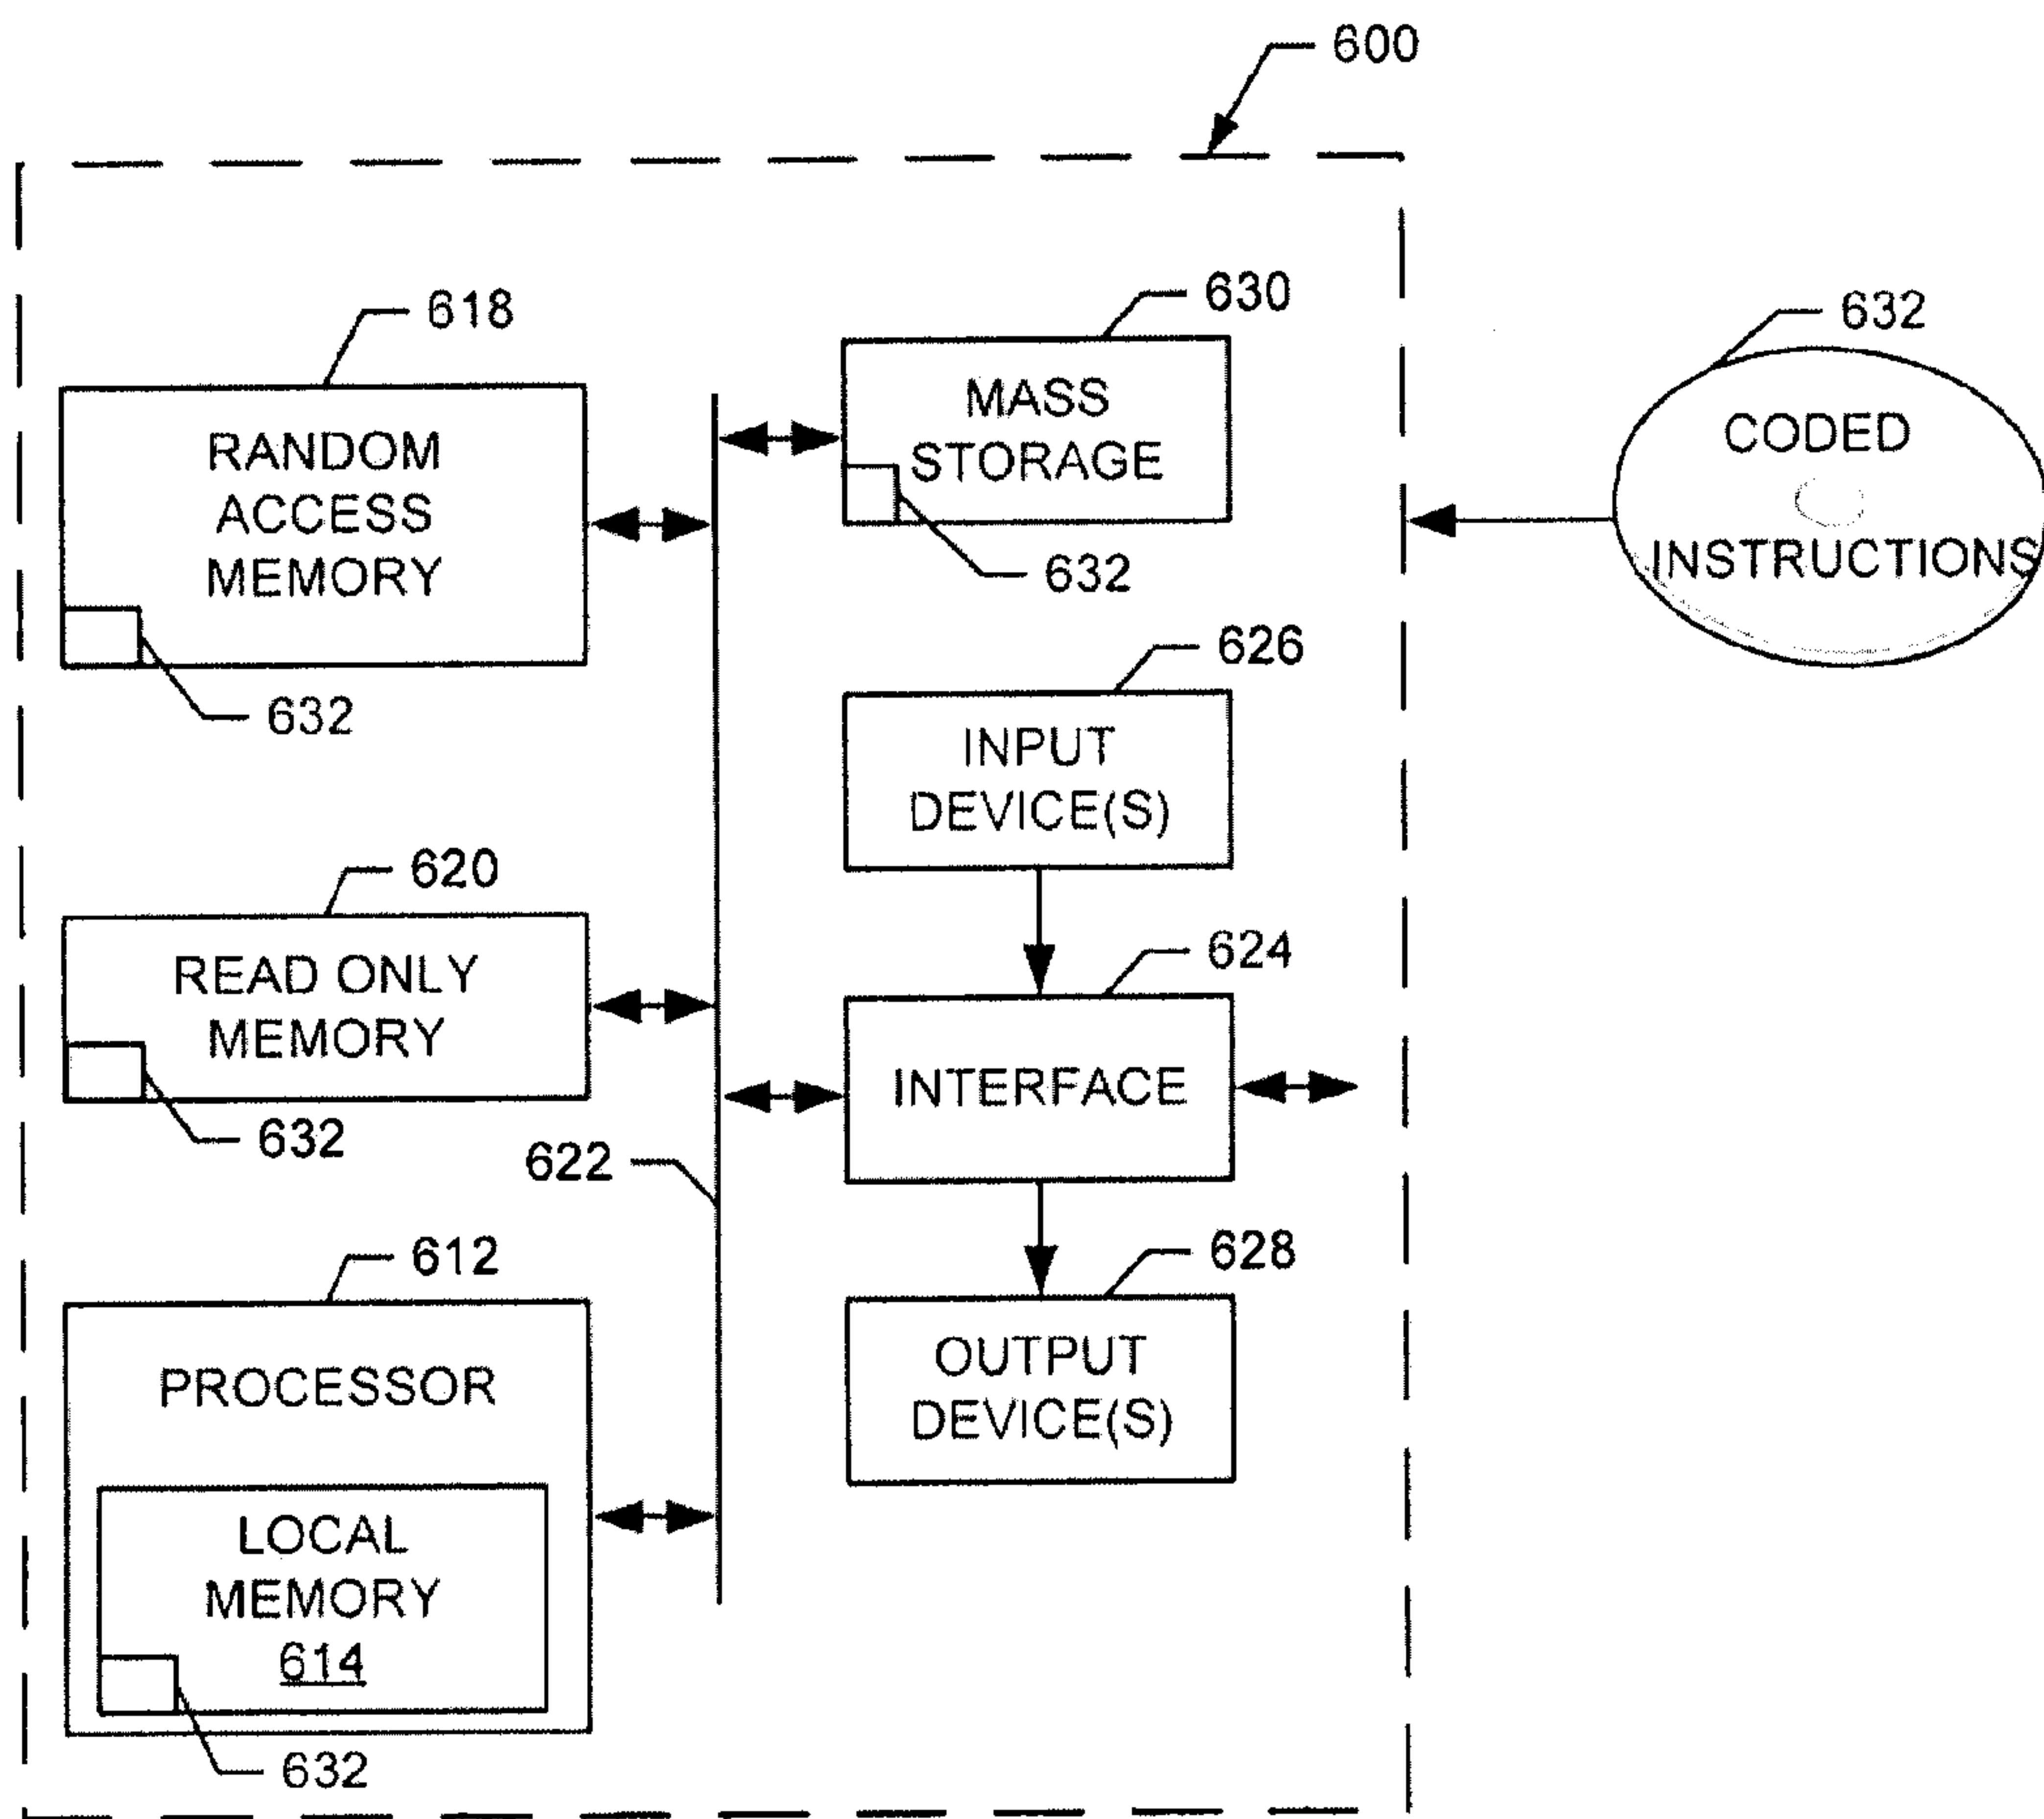 600
618
RANDOM
ACCESS
MEMORY
632
630
MASS
STORAGE
632
632
CODED
INSTRUCTIONS
626
INPUT
DEVICE(S)
620
READ ONLY
MEMORY
632
624
INTERFACE
622
612
PROCESSOR
LOCAL
MEMORY
614
632
628
OUTPUT
DEVICE(S)